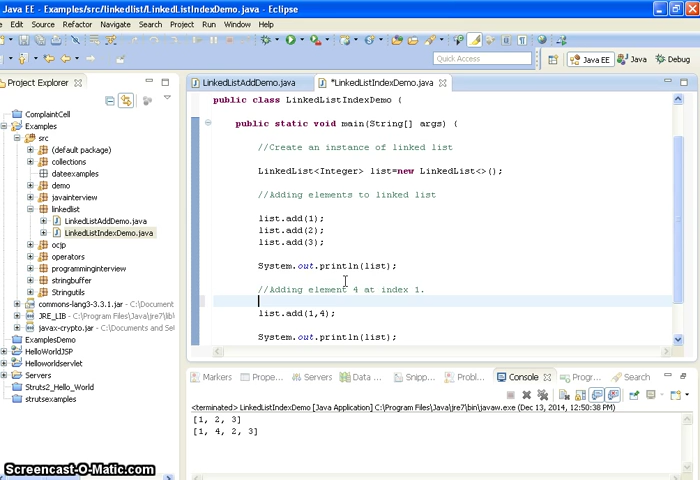 Java EE - Examples/src/linkedlist/LinkedListIndexDemo.java - Eclipse
File Edit Source Refactor Navigate Search Project Run Window Help
Quick Access
Java EE Java Debug
Project Explorer
LinkedListAddDemo.java *LinkedListIndexDemo.java
ComplaintCell
Examples
src
(default package)
collections
dateexamples
demo
javainterview
linkedlist
LinkedListAddDemo.java
LinkedListIndexDemo.java
ocjp
operators
programminginterview
stringbuffer
Stringutils
commons-lang3-3.3.1.jar - C:\Document
JRE_LIB - C:\Program Files\Java\jre7\lib\
javax-crypto.jar - C:\Documents and Set
ExamplesDemo
HelloWorldJSP
Helloworldservlet
Servers
Struts2_Hello_World
strutsexamples
public class LinkedListIndexDemo {
public static void main(String[] args) {
//Create an instance of linked list
LinkedList<Integer> list=new LinkedList<>();
//Adding elements to linked list
list.add(1);
list.add(2);
list.add(3);
System.out.println(list);
//Adding element 4 at index 1.
list.add(1,4);
System.out.println(list);
Markers Prope... Servers Data ... Snipp... Probl... Console Progr... Search
<terminated> LinkedListIndexDemo [Java Application] C:\Program Files\Java\jre7\bin\javaw.exe (Dec 13, 2014, 12:50:38 PM)
[1, 2, 3]
[1, 4, 2, 3]
Screencast-O-Matic.com